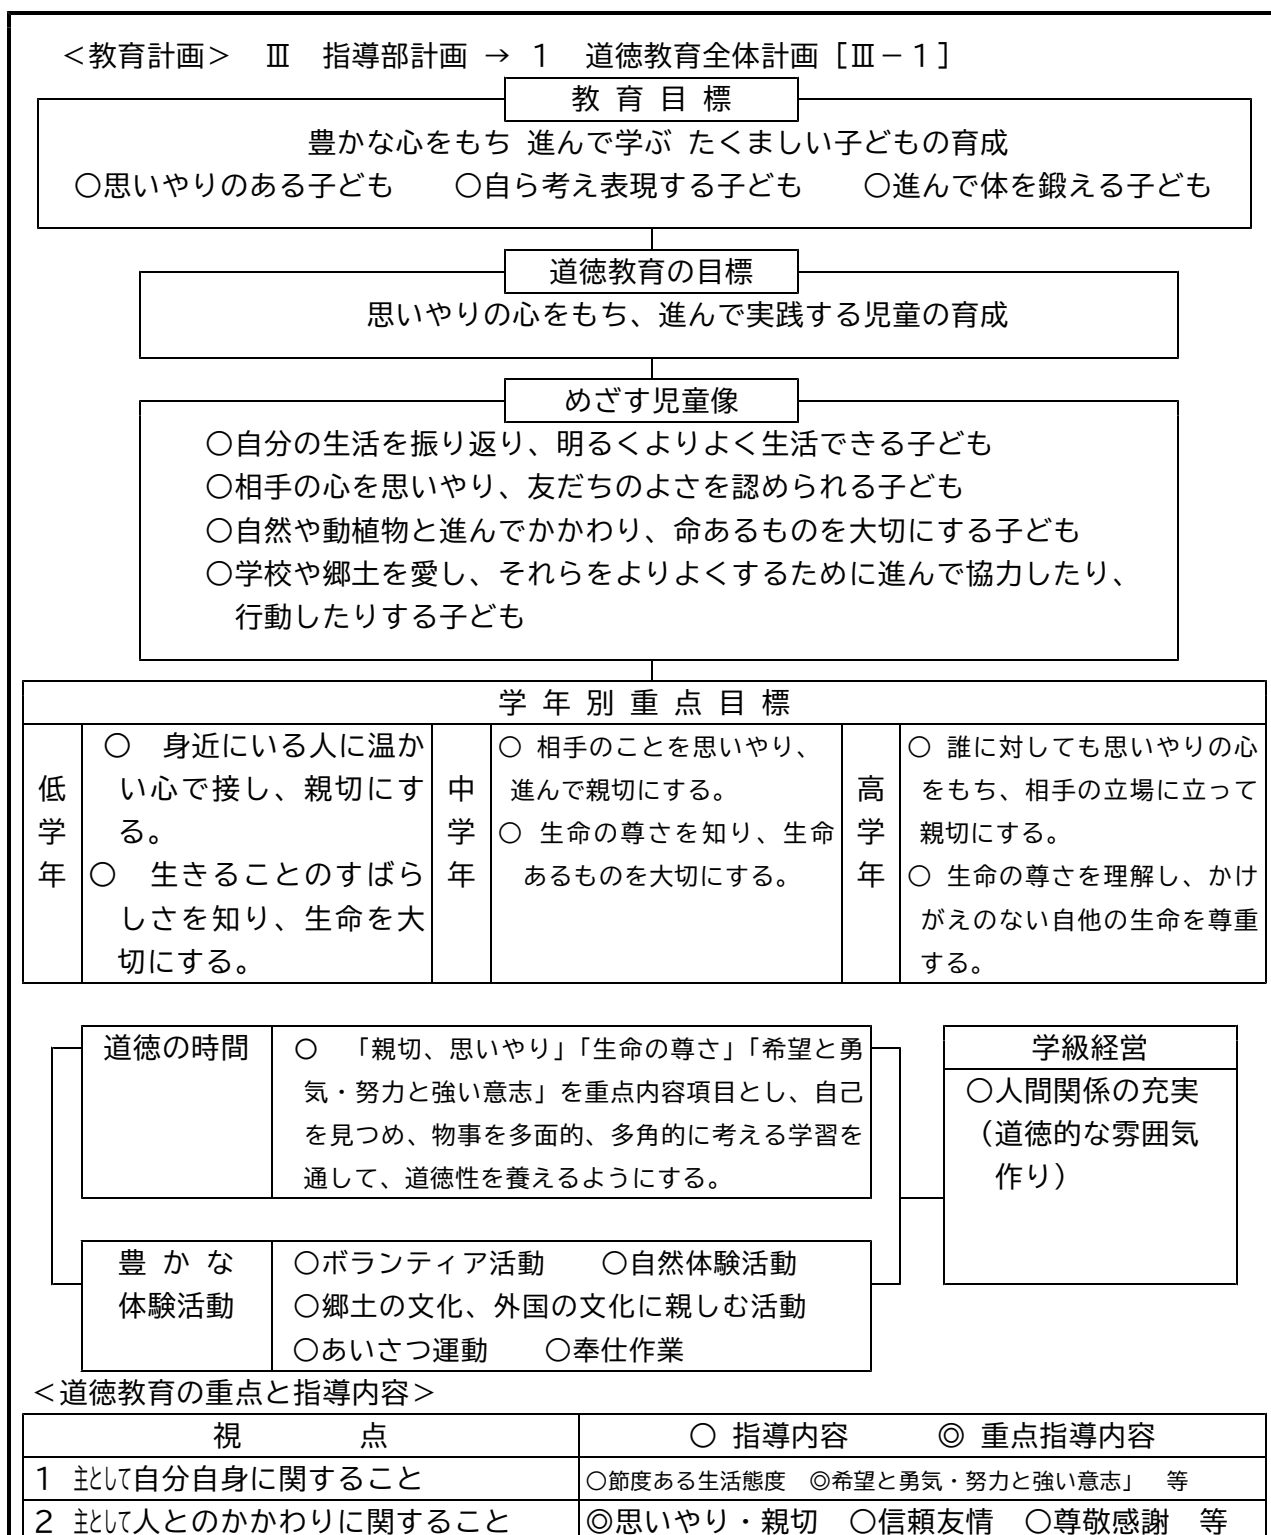 ＜教育計画＞　Ⅲ　指導部計画 → １　道徳教育全体計画［Ⅲ－１］
教 育 目 標
豊かな心をもち 進んで学ぶ たくましい子どもの育成
○思いやりのある子ども　　○自ら考え表現する子ども　　○進んで体を鍛える子ども
道徳教育の目標
思いやりの心をもち、進んで実践する児童の育成
めざす児童像
○自分の生活を振り返り、明るくよりよく生活できる子ども
○相手の心を思いやり、友だちのよさを認められる子ども
○自然や動植物と進んでかかわり、命あるものを大切にする子ども
○学校や郷土を愛し、それらをよりよくするために進んで協力したり、
行動したりする子ども
学 年 別 重 点 目 標
低学年
○　身近にいる人に温か
い心で接し、親切にす
る。
○　生きることのすばら
しさを知り、生命を大
切にする。
中学年
○ 相手のことを思いやり、
進んで親切にする。
○ 生命の尊さを知り、生命
あるものを大切にする。
高学年
○ 誰に対しても思いやりの心
をもち、相手の立場に立って
親切にする。
○ 生命の尊さを理解し、かけ
がえのない自他の生命を尊重
する。
道徳の時間
○　「親切、思いやり」「生命の尊さ」「希望と勇
気・努力と強い意志」を重点内容項目とし、自己
を見つめ、物事を多面的、多角的に考える学習を
通して、道徳性を養えるようにする。
学級経営
○人間関係の充実
（道徳的な雰囲気
作り）
豊 か な
体験活動
○ボランティア活動　　○自然体験活動
○郷土の文化、外国の文化に親しむ活動
○あいさつ運動　　○奉仕作業
＜道徳教育の重点と指導内容＞
視　　　　点　　　　○ 指導内容　　　◎ 重点指導内容
１ 主として自分自身に関すること　　○節度ある生活態度　◎希望と勇気・努力と強い意志」　等
２ 主として人とのかかわりに関すること　　◎思いやり・親切　○信頼友情　○尊敬感謝　等